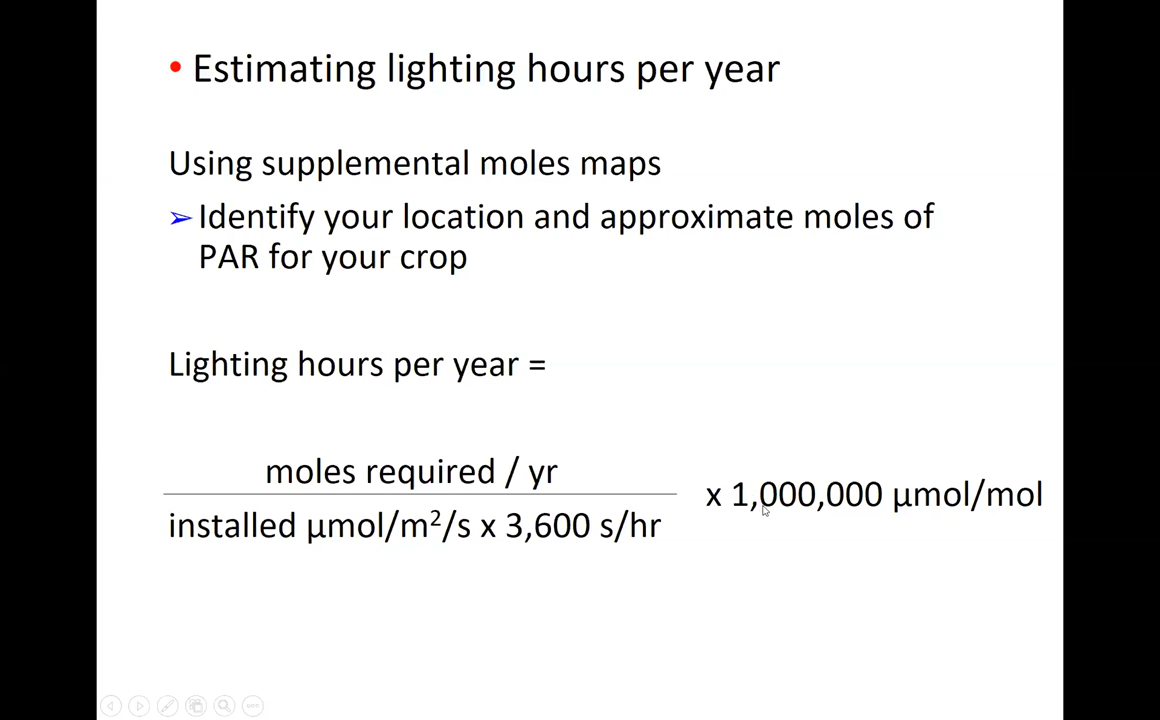 • Estimating lighting hours per year
Using supplemental moles maps
➢ Identify your location and approximate moles of
PAR for your crop
Lighting hours per year =
moles required / yr
installed µmol/m²/s x 3,600 s/hr
x 1,000,000 µmol/mol